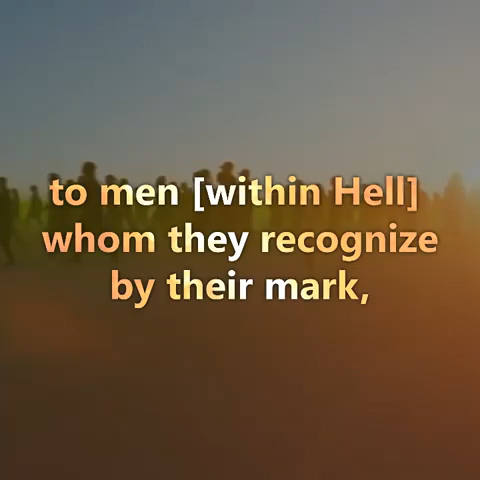 to men [within Hell]
whom they recognize
by their mark,